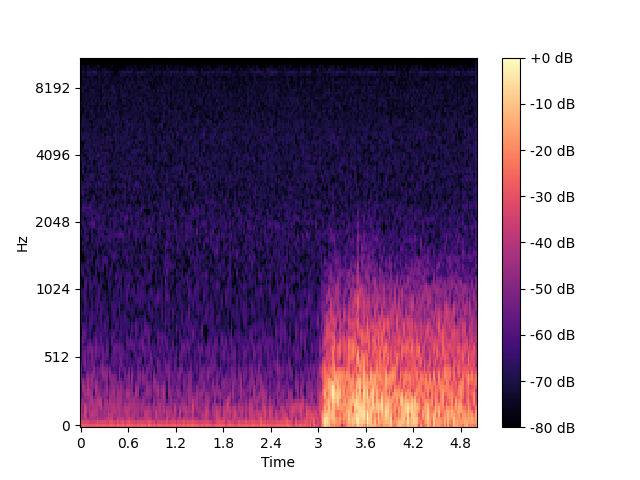 8192
4096
2048
1024
512
0
Hz
0 0.6 1.2 1.8 2.4 3 3.6 4.2 4.8
Time
+0 dB
-10 dB
-20 dB
-30 dB
-40 dB
-50 dB
-60 dB
-70 dB
-80 dB